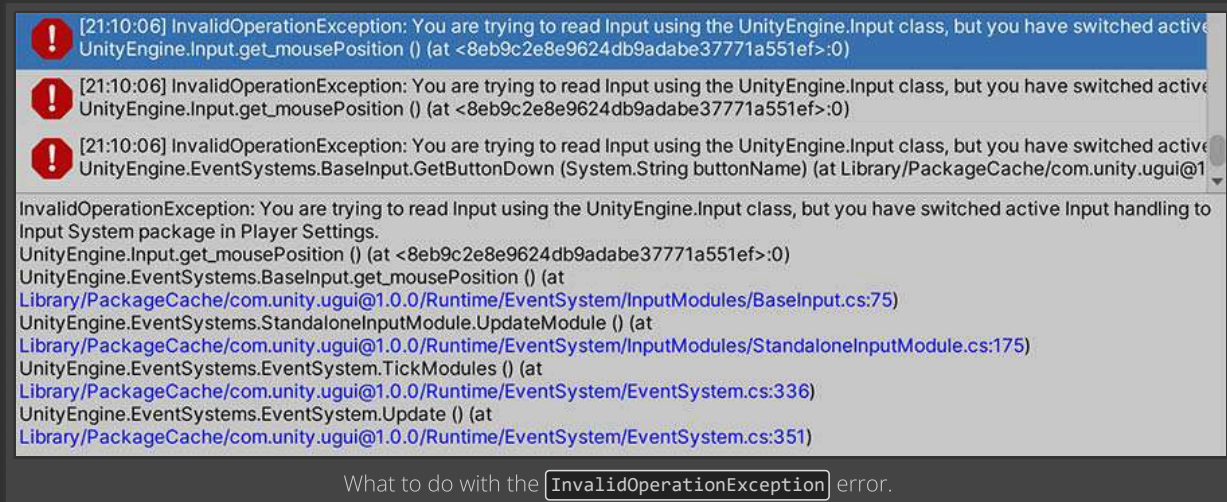 [21:10:06] InvalidOperationException: You are trying to read Input using the UnityEngine.Input class, but you have switched active
UnityEngine.Input.get_mousePosition () (at <8eb9c2e8e9624db9adabe37771a551ef>:0)
[21:10:06] InvalidOperationException: You are trying to read Input using the UnityEngine.Input class, but you have switched active
UnityEngine.Input.get_mousePosition () (at <8eb9c2e8e9624db9adabe37771a551ef>:0)
[21:10:06] InvalidOperationException: You are trying to read Input using the UnityEngine.Input class, but you have switched active
UnityEngine.EventSystems.BaseInput.GetButtonDown (System.String buttonName) (at Library/PackageCache/com.unity.ugui@1
InvalidOperationException: You are trying to read Input using the UnityEngine.Input class, but you have switched active Input handling to
Input System package in Player Settings.
UnityEngine.Input.get_mousePosition () (at <8eb9c2e8e9624db9adabe37771a551ef>:0)
UnityEngine.EventSystems.BaseInput.get_mousePosition () (at
Library/PackageCache/com.unity.ugui@1.0.0/Runtime/EventSystem/InputModules/BaseInput.cs:75)
UnityEngine.EventSystems.StandaloneInputModule.UpdateModule () (at
Library/PackageCache/com.unity.ugui@1.0.0/Runtime/EventSystem/InputModules/StandaloneInputModule.cs:175)
UnityEngine.EventSystems.EventSystem.TickModules () (at
Library/PackageCache/com.unity.ugui@1.0.0/Runtime/EventSystem/EventSystem.cs:336)
UnityEngine.EventSystems.EventSystem.Update () (at
Library/PackageCache/com.unity.ugui@1.0.0/Runtime/EventSystem/EventSystem.cs:351)
What to do with the InvalidOperationException error.